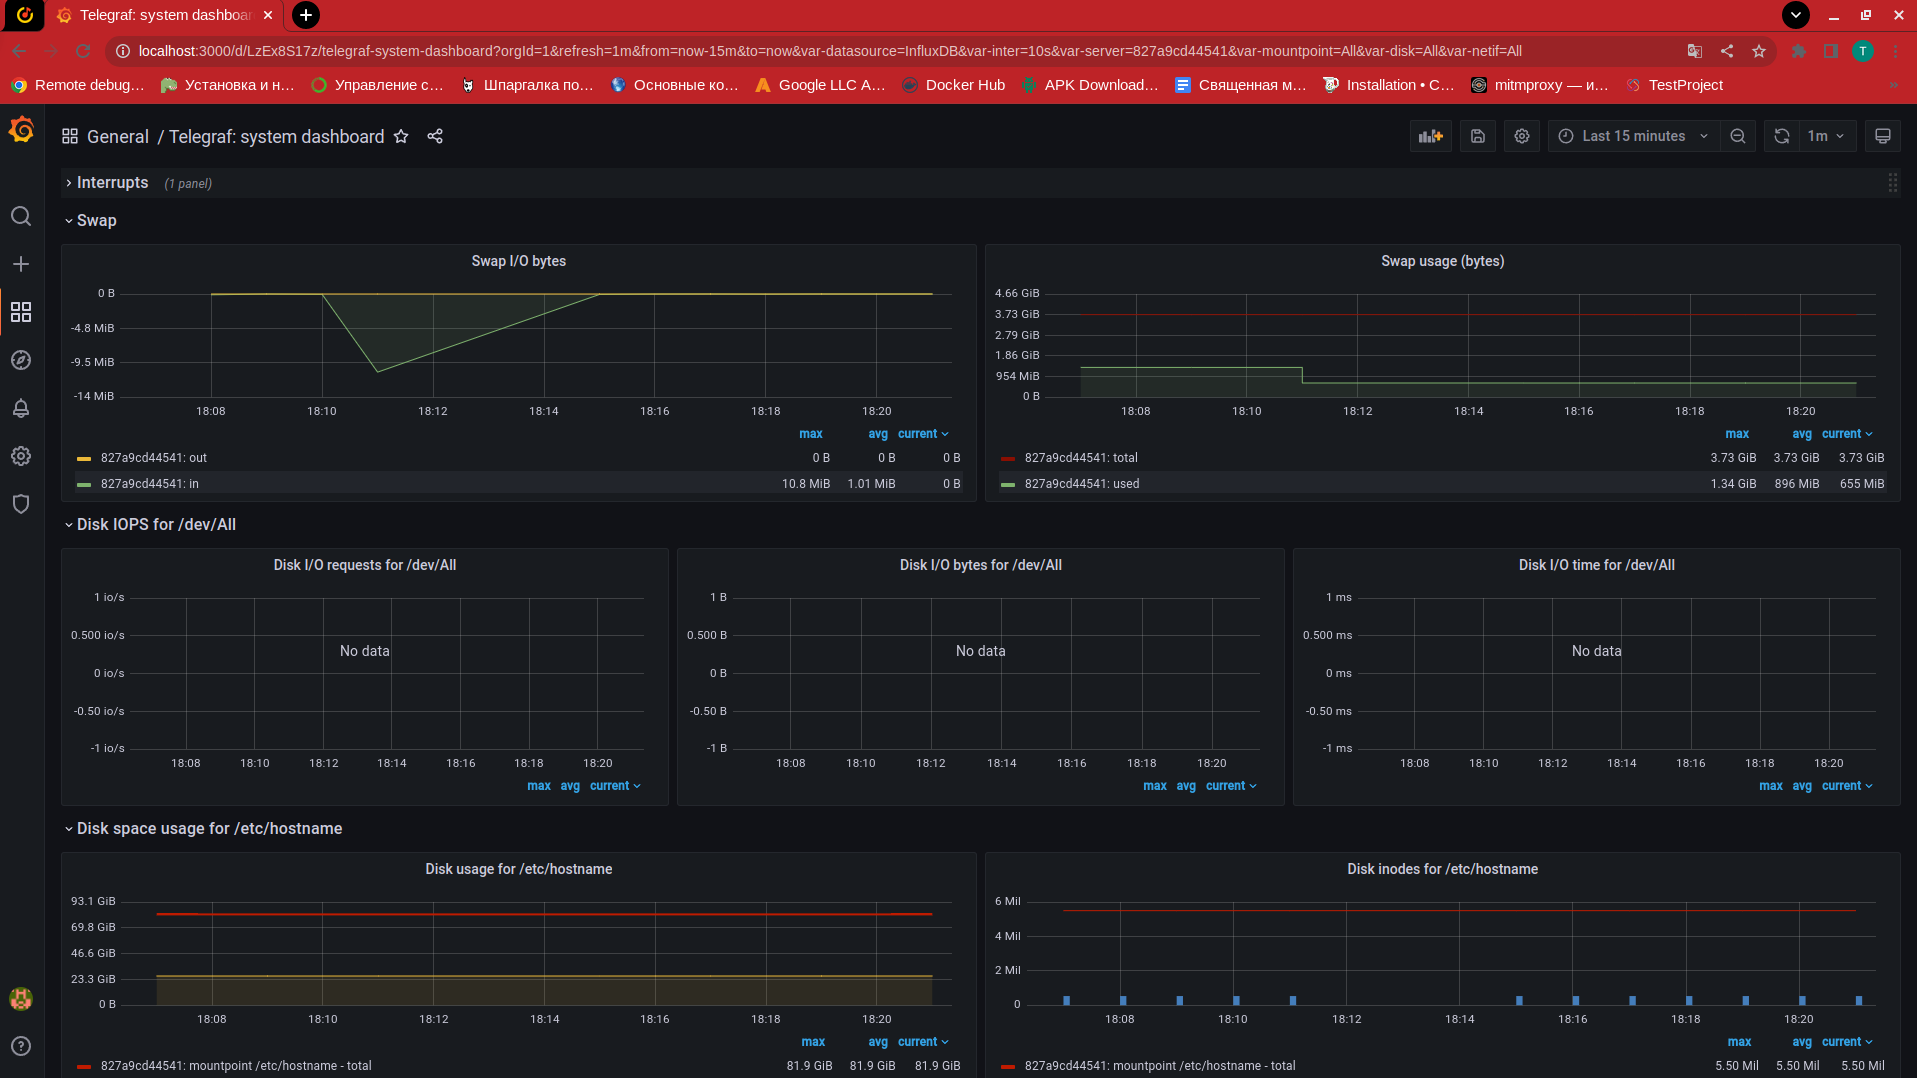 Telegraf: system dashboar
localhost:3000/d/LzEx8S17z/telegraf-system-dashboard?orgId=1&refresh=1m&from=now-15m&to=now&var-datasource=InfluxDB&var-inter=10s&var-server=827a9cd44541&var-mountpoint=All&var-disk=All&var-netif=All
T
Remote debug… Установка и н… Управление с… Шпаргалка по… Основные ко… Google LLC A… Docker Hub APK Download… Священная м… Installation • C… mitmproxy — и… TestProject »
General / Telegraf: system dashboard
Last 15 minutes 1m
Interrupts (1 panel)
Swap
Swap I/O bytes
0 B
-4.8 MiB
-9.5 MiB
-14 MiB
18:08 18:10 18:12 18:14 18:16 18:18 18:20
max avg current
827a9cd44541: out 0 B 0 B 0 B
827a9cd44541: in 10.8 MiB 1.01 MiB 0 B
Swap usage (bytes)
4.66 GiB
3.73 GiB
2.79 GiB
1.86 GiB
954 MiB
0 B
18:08 18:10 18:12 18:14 18:16 18:18 18:20
max avg current
827a9cd44541: total 3.73 GiB 3.73 GiB 3.73 GiB
827a9cd44541: used 1.34 GiB 896 MiB 655 MiB
Disk IOPS for /dev/All
Disk I/O requests for /dev/All
1 io/s
0.500 io/s
0 io/s
-0.50 io/s
-1 io/s
No data
18:08 18:10 18:12 18:14 18:16 18:18 18:20
max avg current
Disk I/O bytes for /dev/All
1 B
0.500 B
0 B
-0.50 B
-1 B
No data
18:08 18:10 18:12 18:14 18:16 18:18 18:20
max avg current
Disk I/O time for /dev/All
1 ms
0.500 ms
0 ms
-0.50 ms
-1 ms
No data
18:08 18:10 18:12 18:14 18:16 18:18 18:20
max avg current
Disk space usage for /etc/hostname
Disk usage for /etc/hostname
93.1 GiB
69.8 GiB
46.6 GiB
23.3 GiB
0 B
18:08 18:10 18:12 18:14 18:16 18:18 18:20
max avg current
827a9cd44541: mountpoint /etc/hostname - total 81.9 GiB 81.9 GiB 81.9 GiB
Disk inodes for /etc/hostname
6 Mil
4 Mil
2 Mil
0
18:08 18:10 18:12 18:14 18:16 18:18 18:20
max avg current
827a9cd44541: mountpoint /etc/hostname - total 5.50 Mil 5.50 Mil 5.50 Mil